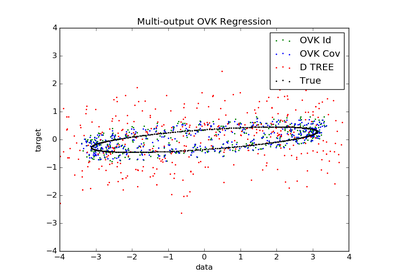 Multi-output OVK Regression
OVK Id
OVK Cov
D TREE
True
4
3
2
1
0
−1
−2
−3
−4
target
−4 −3 −2 −1 0 1 2 3 4
data